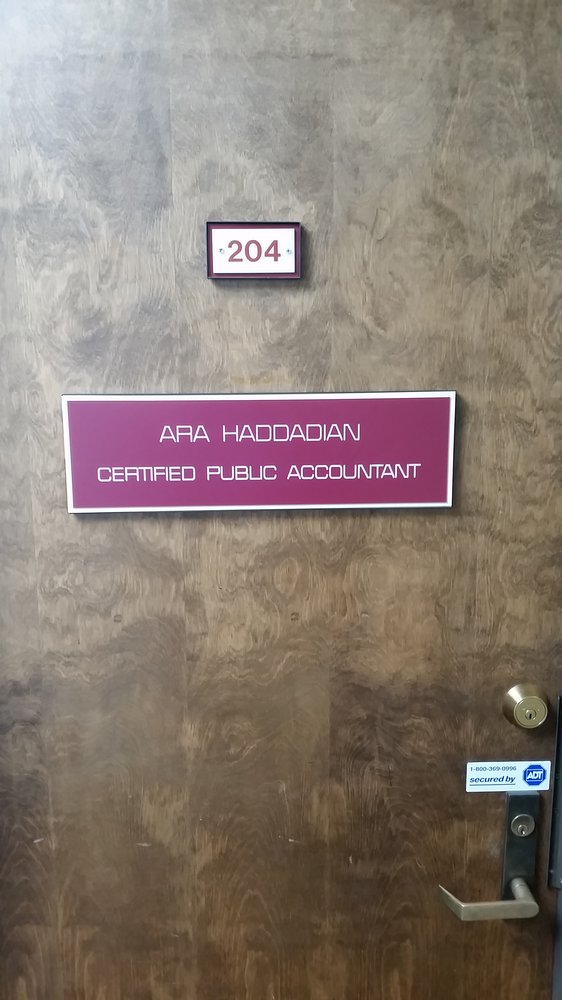 204
ARA HADDADIAN
CERTIFIED PUBLIC ACCOUNTANT
1-800-369-0996
secured by ADT